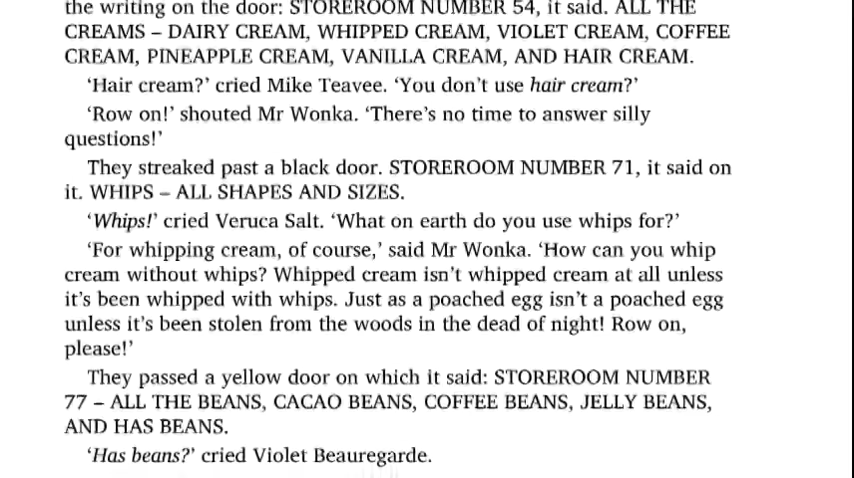 the writing on the door: STOREROOM NUMBER 54, it said. ALL THE
CREAMS – DAIRY CREAM, WHIPPED CREAM, VIOLET CREAM, COFFEE
CREAM, PINEAPPLE CREAM, VANILLA CREAM, AND HAIR CREAM.
‘Hair cream?’ cried Mike Teavee. ‘You don’t use hair cream?’
‘Row on!’ shouted Mr Wonka. ‘There’s no time to answer silly
questions!’
They streaked past a black door. STOREROOM NUMBER 71, it said on
it. WHIPS – ALL SHAPES AND SIZES.
‘Whips!’ cried Veruca Salt. ‘What on earth do you use whips for?’
‘For whipping cream, of course,’ said Mr Wonka. ‘How can you whip
cream without whips? Whipped cream isn’t whipped cream at all unless
it’s been whipped with whips. Just as a poached egg isn’t a poached egg
unless it’s been stolen from the woods in the dead of night! Row on,
please!’
They passed a yellow door on which it said: STOREROOM NUMBER
77 – ALL THE BEANS, CACAO BEANS, COFFEE BEANS, JELLY BEANS,
AND HAS BEANS.
‘Has beans?’ cried Violet Beauregarde.